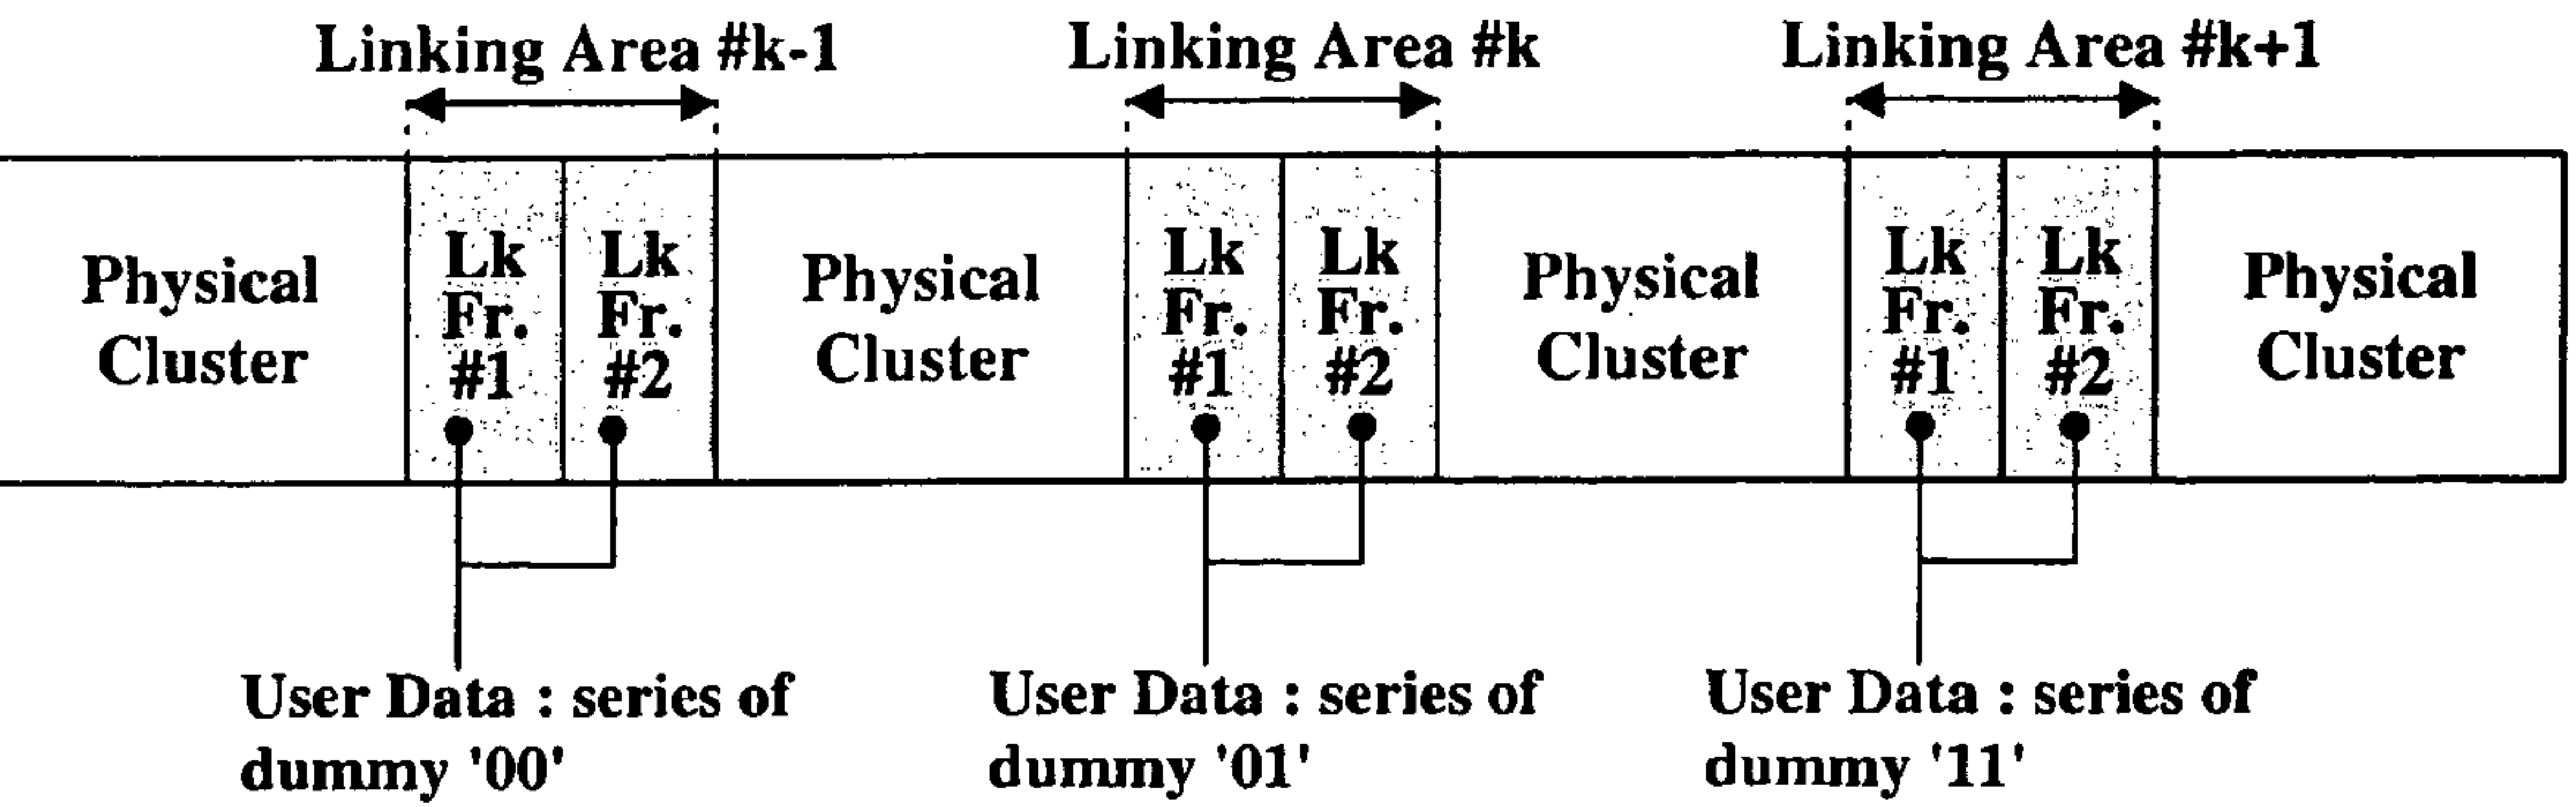 Linking Area #k-1
Linking Area #k
Linking Area #k+1
Physical
Cluster
Lk
Fr.
#1
Lk
Fr.
#2
Physical
Cluster
Lk
Fr.
#1
Lk
Fr.
#2
Physical
Cluster
Lk
Fr.
#1
Lk
Fr.
#2
Physical
Cluster
User Data : series of
dummy '00'
User Data : series of
dummy '01'
User Data : series of
dummy '11'